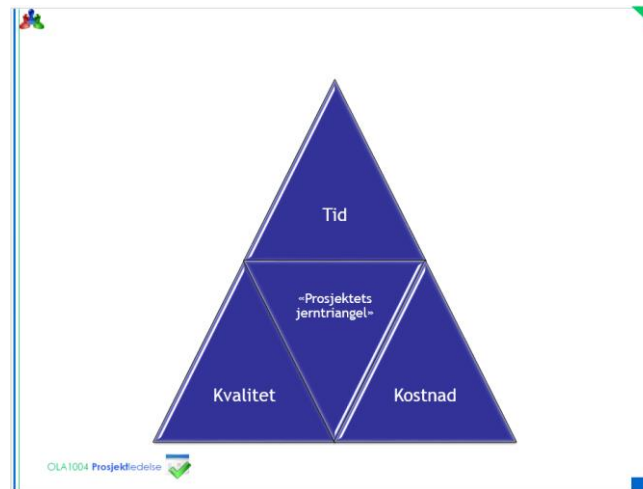 Tid
«Prosjektets
jerntriangel»
Kvalitet
Kostnad
OLA1004 Prosjektledelse